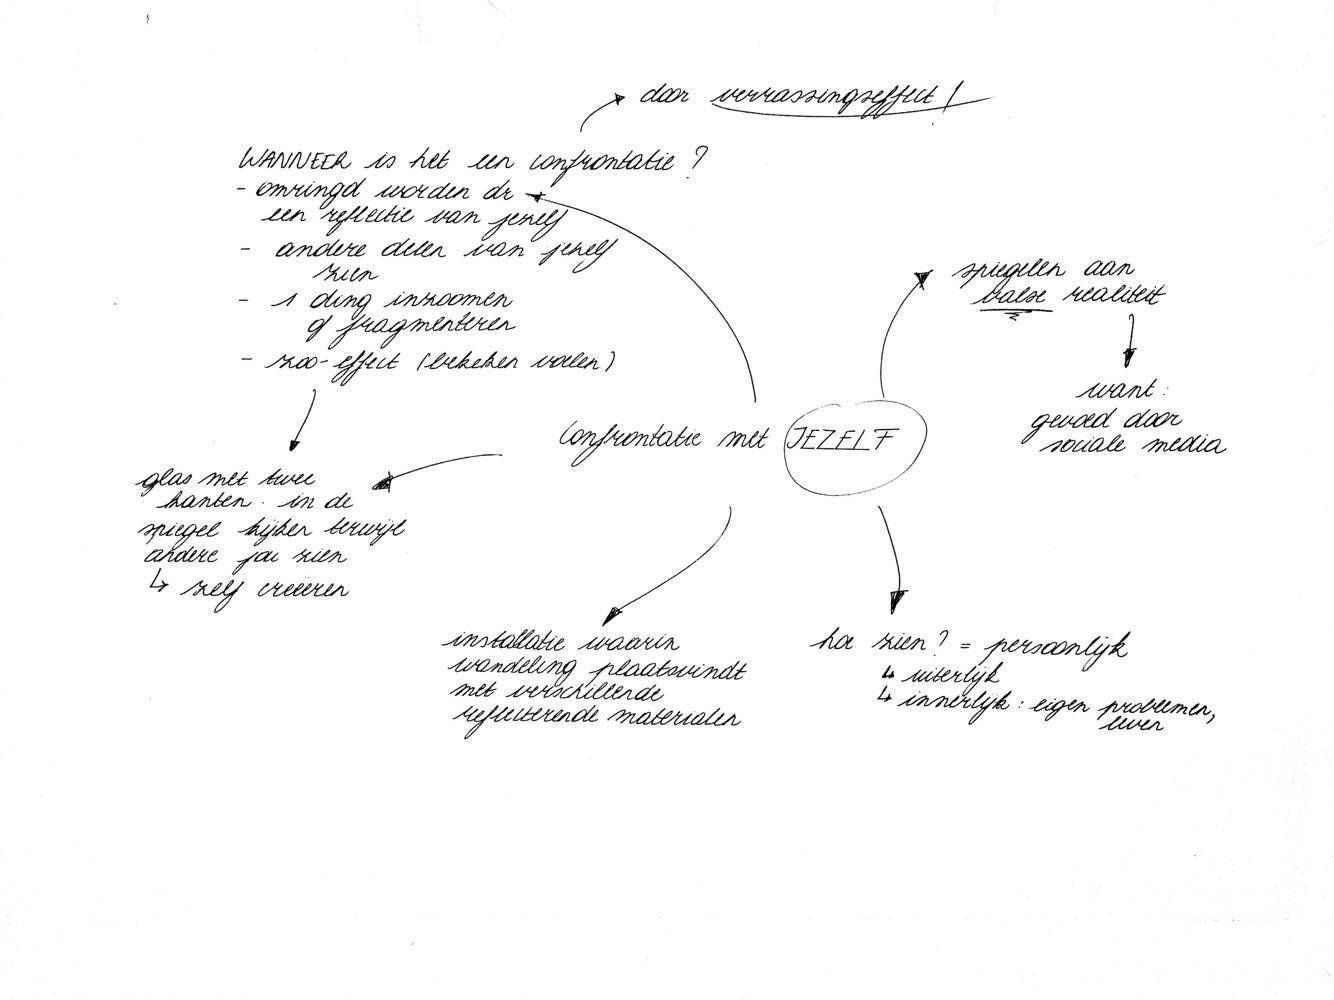 door verrassingseffect!
WANNEER is het een confrontatie?
- omringd worden dr
een reflectie van jezelf
- andere delen van jezelf
zien
- 1 ding inzoomen
of fragmenteren
- zoo-effect (bekeken voelen)
spiegelen aan
valse realiteit
want:
gevoed door
sociale media
Confrontatie met JEZELF
glas met twee
kanten: in de
spiegel kijken terwijl
andere jou zien
↳ zelf creëren
installatie waarin
wandeling plaatsvindt
met verschillende
reflecterende materialen
hoe zien? = persoonlijk
↳ uiterlijk
↳ innerlijk: eigen problemen,
leven